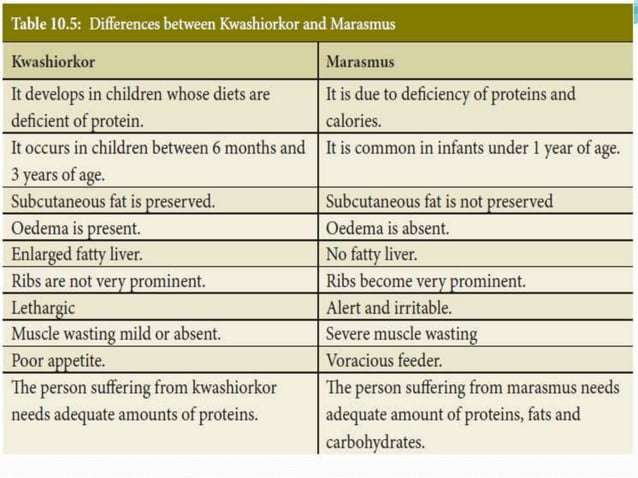 Table 10.5: Differences between Kwashiorkor and Marasmus
Kwashiorkor
Marasmus
It develops in children whose diets are
deficient of protein.
It is due to deficiency of proteins and
calories.
It occurs in children between 6 months and
3 years of age.
It is common in infants under 1 year of age.
Subcutaneous fat is preserved.
Subcutaneous fat is not preserved
Oedema is present.
Oedema is absent.
Enlarged fatty liver.
No fatty liver.
Ribs are not very prominent.
Ribs become very prominent.
Lethargic
Alert and irritable.
Muscle wasting mild or absent.
Severe muscle wasting
Poor appetite.
Voracious feeder.
The person suffering from kwashiorkor
needs adequate amounts of proteins.
The person suffering from marasmus needs
adequate amount of proteins, fats and
carbohydrates.